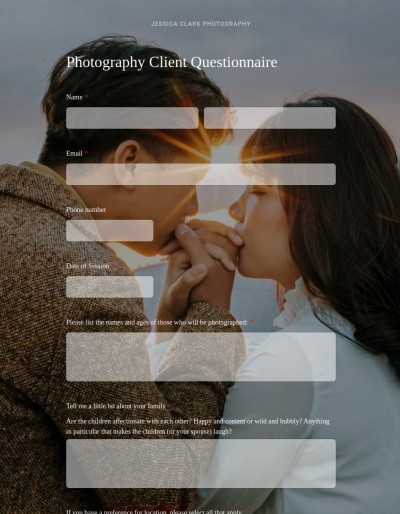 JESSICA CLARK PHOTOGRAPHY
Photography Client Questionnaire
Name *
Email *
Phone number
Date of Session
Please list the names and ages of those who will be photographed: *
Tell me a little bit about your family *
Are the children affectionate with each other? Happy and content or wild and bubbly? Anything
in particular that makes the children (or your spouse) laugh?
If you have a preference for location, please select all that apply